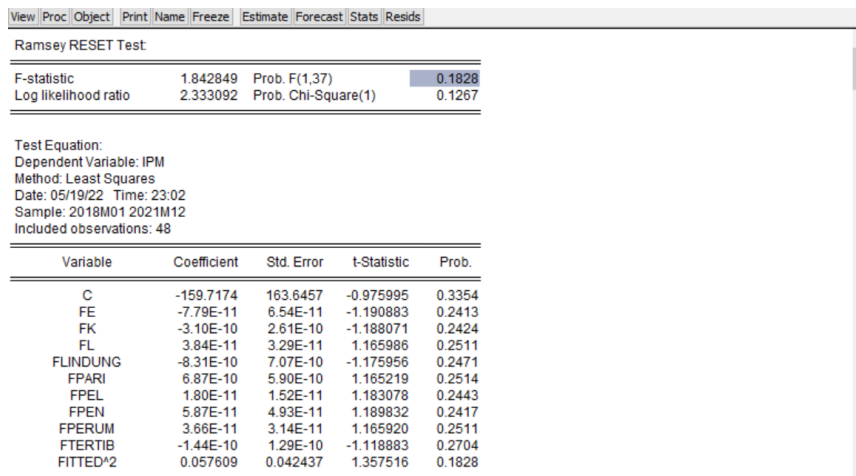 View Proc Object Print Name Freeze Estimate Forecast Stats Resids
Ramsey RESET Test:
F-statistic 1.842849 Prob. F(1,37) 0.1828
Log likelihood ratio 2.333092 Prob. Chi-Square(1) 0.1267
Test Equation:
Dependent Variable: IPM
Method: Least Squares
Date: 05/19/22 Time: 23:02
Sample: 2018M01 2021M12
Included observations: 48
Variable Coefficient Std. Error t-Statistic Prob.
C -159.7174 163.6457 -0.975995 0.3354
FE -7.79E-11 6.54E-11 -1.190883 0.2413
FK -3.10E-10 2.61E-10 -1.188071 0.2424
FL 3.84E-11 3.29E-11 1.165986 0.2511
FLINDUNG -8.31E-10 7.07E-10 -1.175956 0.2471
FPARI 6.87E-10 5.90E-10 1.165219 0.2514
FPEL 1.80E-11 1.52E-11 1.183078 0.2443
FPEN 5.87E-11 4.93E-11 1.189832 0.2417
FPERUM 3.66E-11 3.14E-11 1.165920 0.2511
FTERTIB -1.44E-10 1.29E-10 -1.118883 0.2704
FITTED^2 0.057609 0.042437 1.357516 0.1828